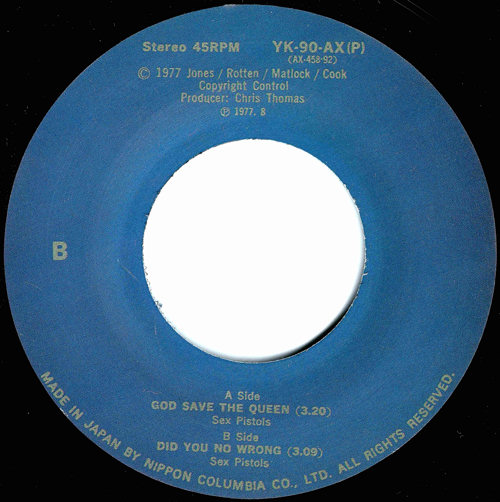 Stereo 45RPM YK-90-AX(P)
(AX-458-92)
© 1977 Jones / Rotten / Matlock / Cook
Copyright Control
Producer: Chris Thomas
℗ 1977. 8
B
A Side
GOD SAVE THE QUEEN (3.20)
Sex Pistols
B Side
DID YOU NO WRONG (3.09)
Sex Pistols
MADE IN JAPAN BY NIPPON COLUMBIA CO., LTD. ALL RIGHTS RESERVED.